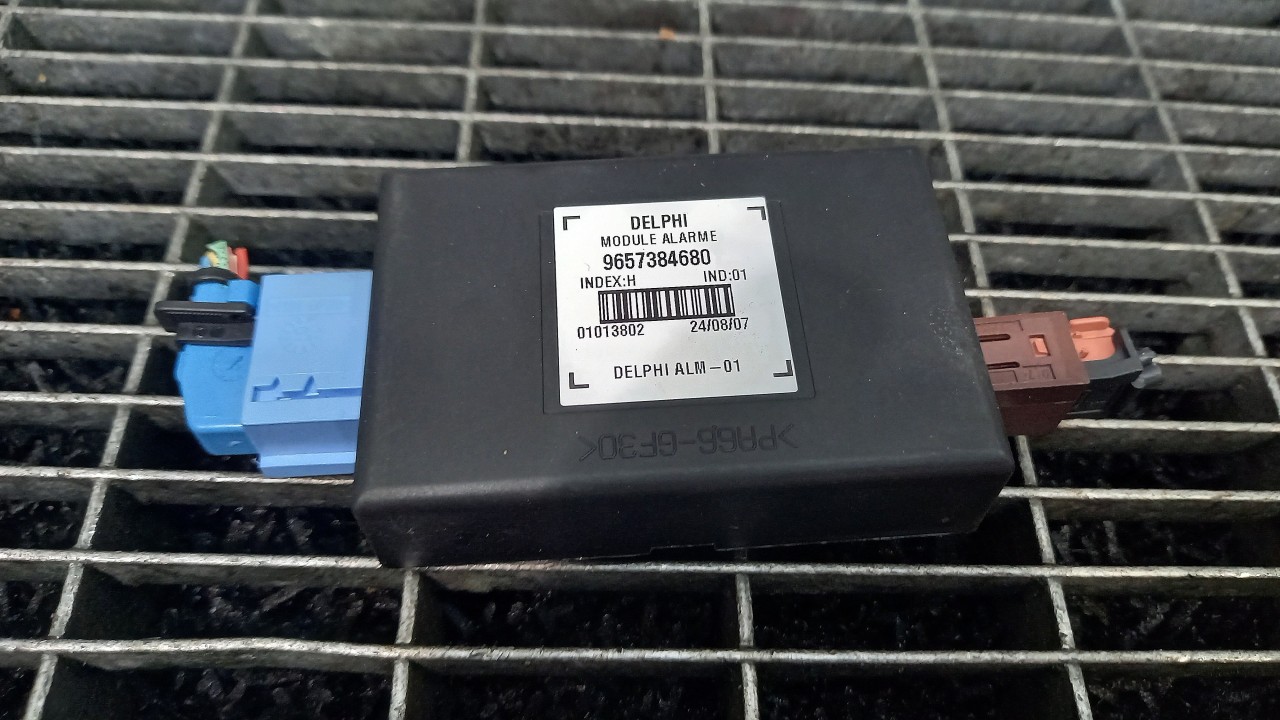 DELPHI
MODULE ALARME
9657384680
INDEX:H IND:01
01013802 24/08/07
DELPHI ALM-01
>PA66-GF30<